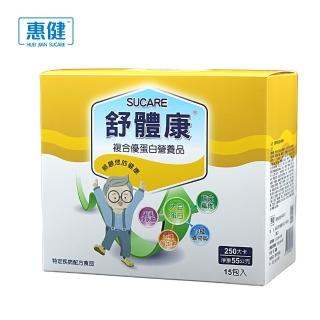 惠健
HUEI JIAN SUCARE
SUCARE
舒體康®
複合優蛋白營養品
特定疾病配方食品
250大卡
淨重55公克
15包入